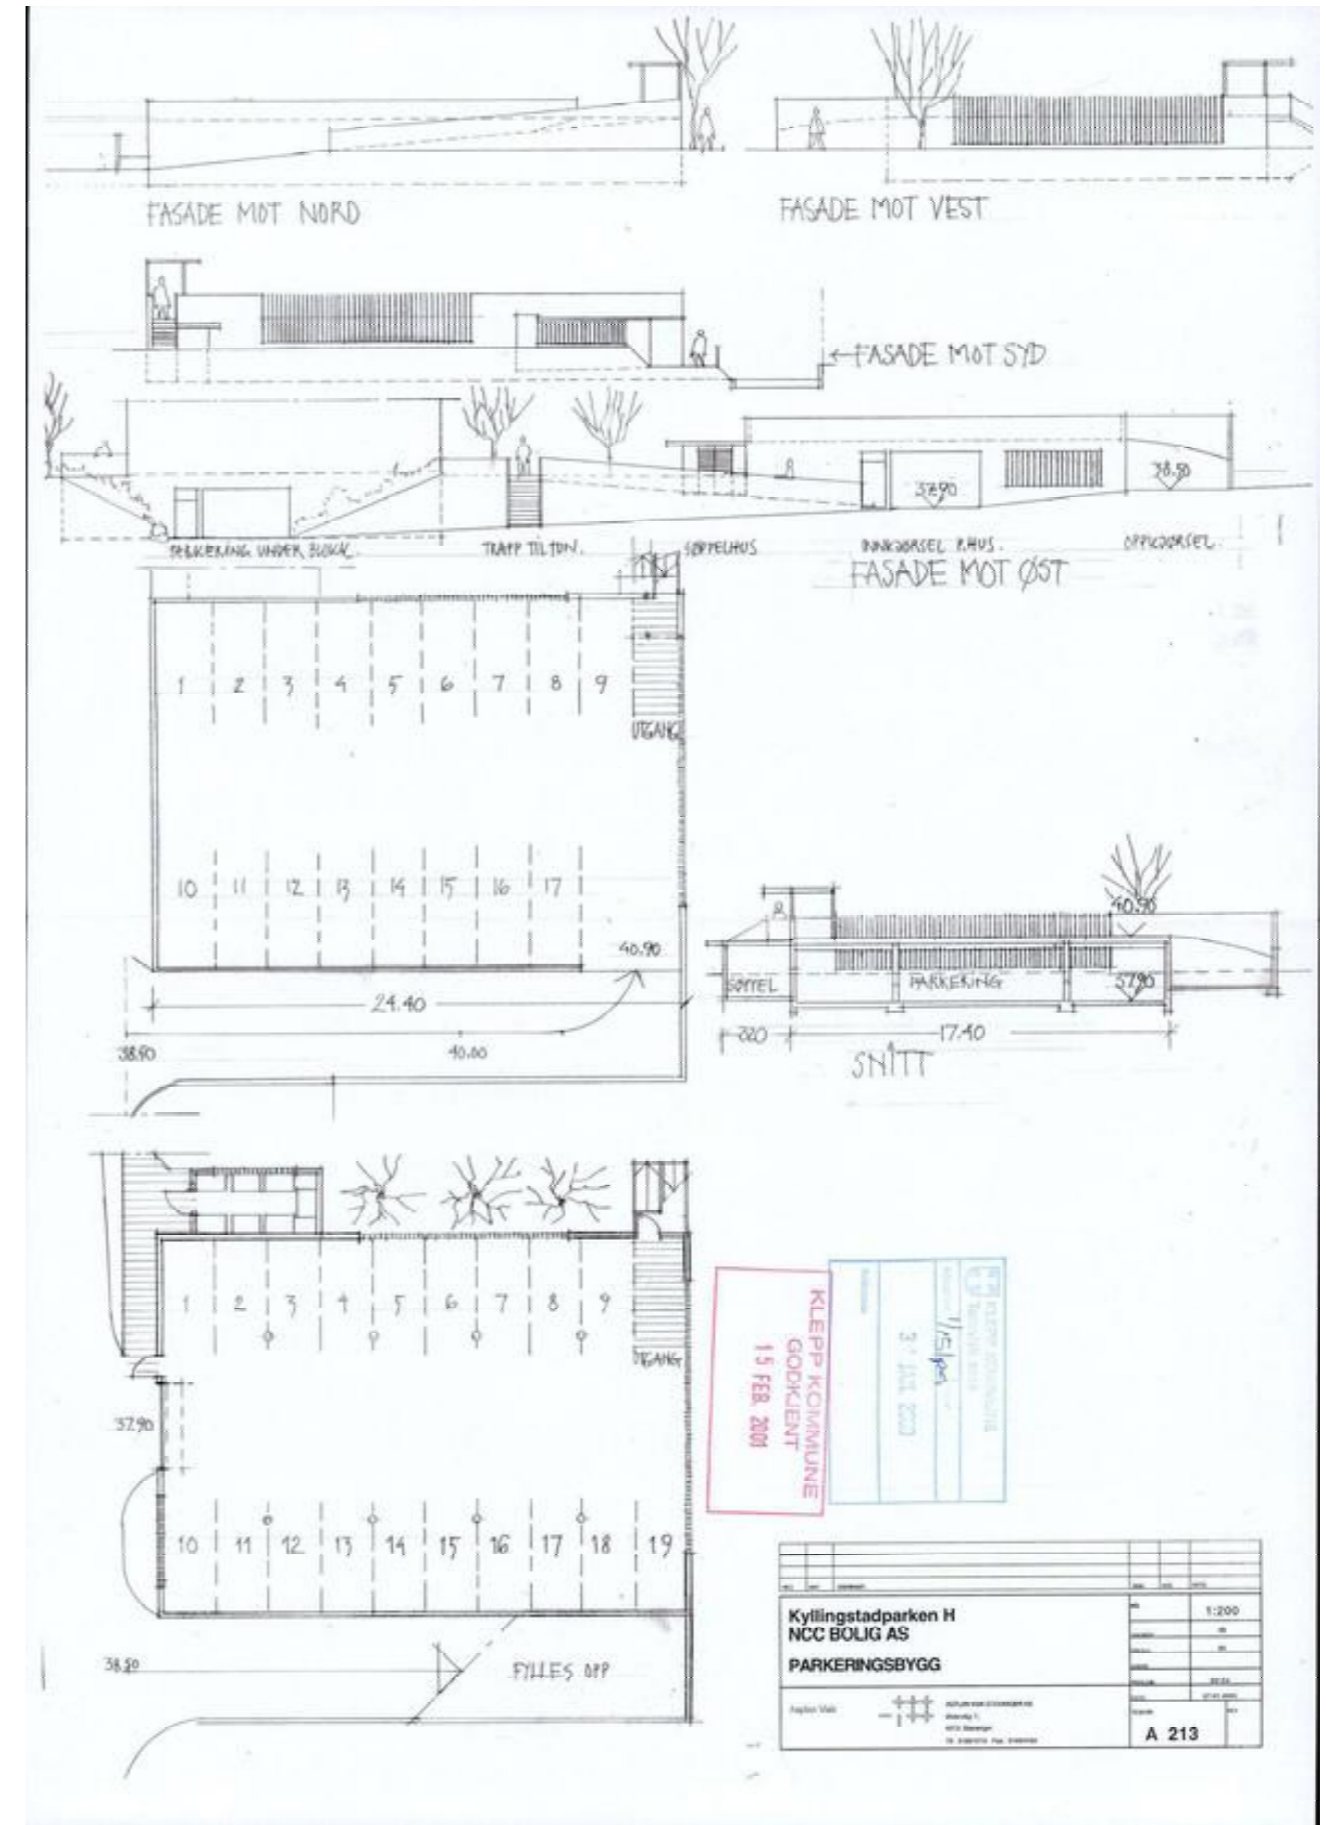 FASADE MOT NORD
FASADE MOT VEST
←FASADE MOT SYD
38.50
37.90
PARKERING UNDER BLOKK.
TRAPP TIL TUN.
SØPPELHUS
INNKJØRSEL P.HUS.
OPPKJØRSEL.
FASADE MOT ØST
1 2 3 4 5 6 7 8 9
UTGANG
10 11 12 13 14 15 16 17
40.90
24.40
38.50
40.00
40.90
SØPPEL
PARKERING
37.90
320
17.40
SNITT
1 2 3 4 5 6 7 8 9
UTGANG
37.90
10 11 12 13 14 15 16 17 18 19
38.50
FYLLES OPP
KLEPP KOMMUNE
GODKJENT
15 FEB. 2001
KLEPP KOMMUNE
Kyllingstadparken H
NCC BOLIG AS
PARKERINGSBYGG
1:200
A 213